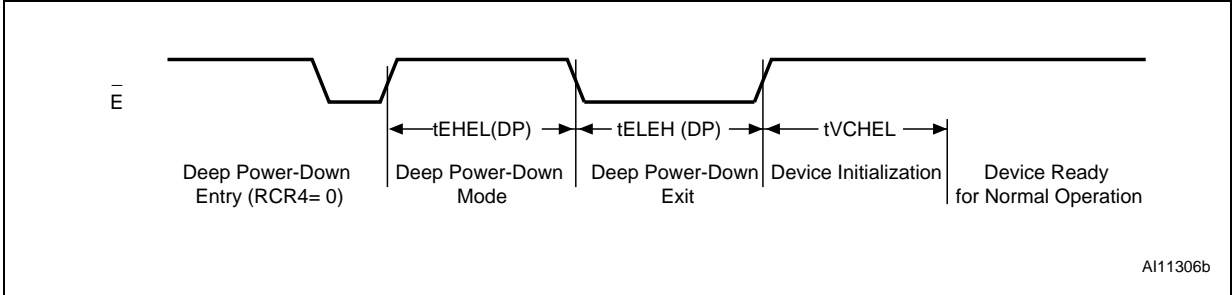 E̅
tEHEL(DP)
tELEH (DP)
tVCHEL
Deep Power-Down
Entry (RCR4= 0)
Deep Power-Down
Mode
Deep Power-Down
Exit
Device Initialization
Device Ready
for Normal Operation
AI11306b